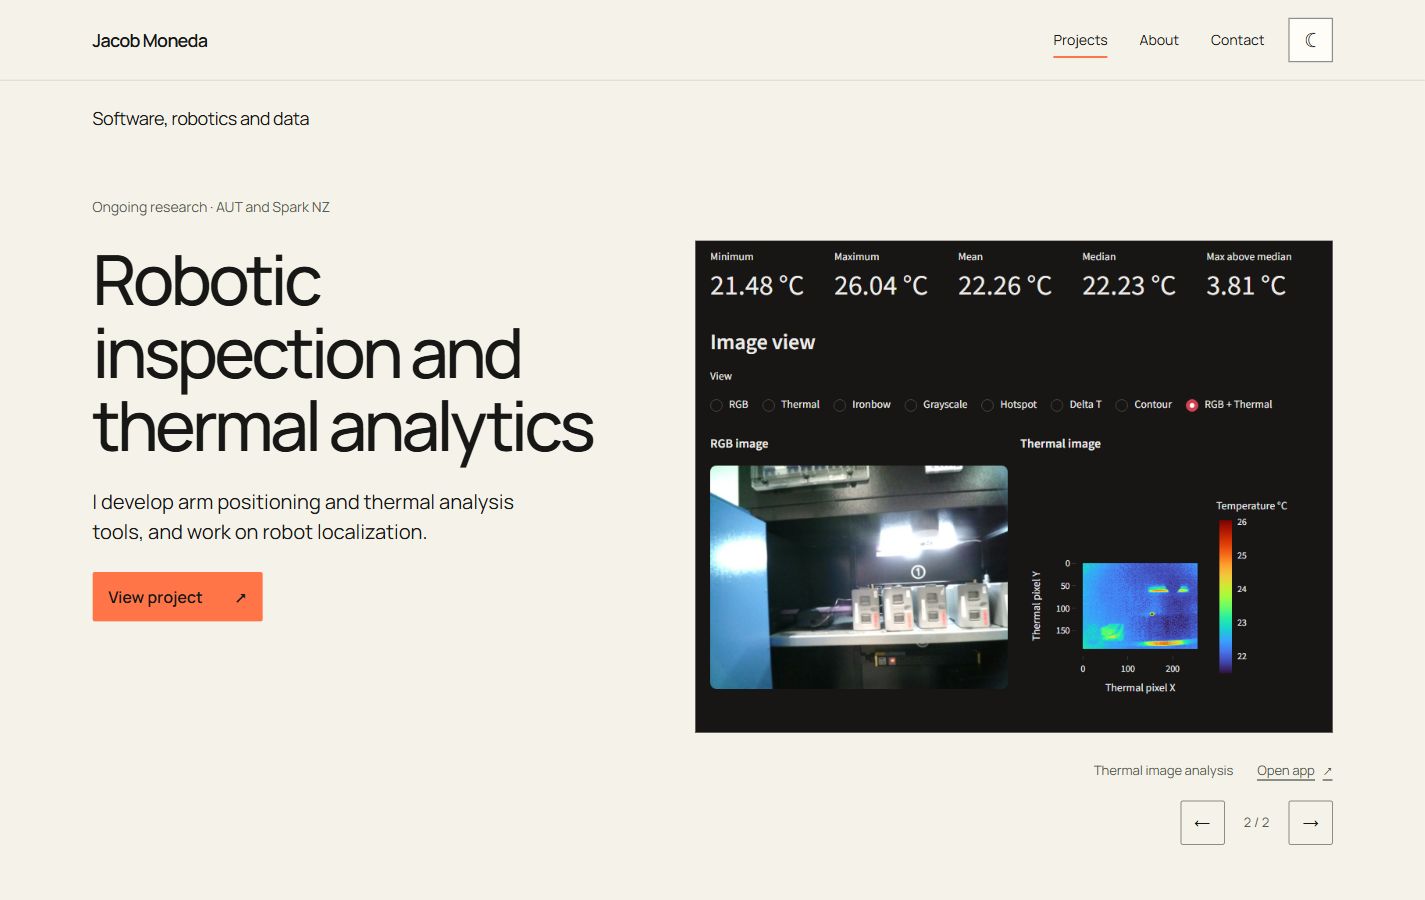 Jacob Moneda
Projects
About
Contact
Software, robotics and data
Ongoing research · AUT and Spark NZ
Robotic
inspection and
thermal analytics
I develop arm positioning and thermal analysis
tools, and work on robot localization.
View project ↗
Minimum
Maximum
Mean
Median
Max above median
21.48 °C
26.04 °C
22.26 °C
22.23 °C
3.81 °C
Image view
View
RGB
Thermal
Ironbow
Grayscale
Hotspot
Delta T
Contour
RGB + Thermal
RGB image
Thermal image
①
Temperature °C
26
25
24
23
22
Thermal pixel Y
0
50
100
150
0
100
200
Thermal pixel X
Thermal image analysis
Open app ↗
←
2 / 2
→